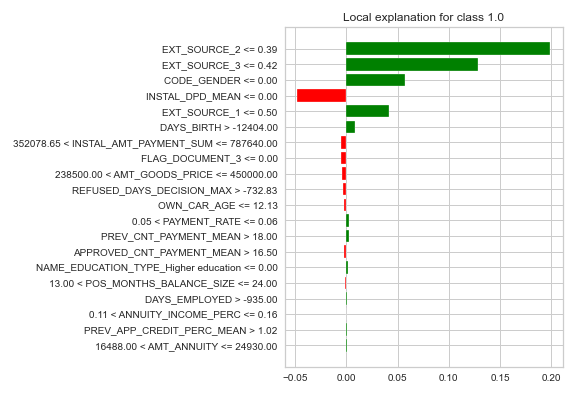 Local explanation for class 1.0
EXT_SOURCE_2 <= 0.39
EXT_SOURCE_3 <= 0.42
CODE_GENDER <= 0.00
INSTAL_DPD_MEAN <= 0.00
EXT_SOURCE_1 <= 0.50
DAYS_BIRTH > -12404.00
352078.65 < INSTAL_AMT_PAYMENT_SUM <= 787640.00
FLAG_DOCUMENT_3 <= 0.00
238500.00 < AMT_GOODS_PRICE <= 450000.00
REFUSED_DAYS_DECISION_MAX > -732.83
OWN_CAR_AGE <= 12.13
0.05 < PAYMENT_RATE <= 0.06
PREV_CNT_PAYMENT_MEAN > 18.00
APPROVED_CNT_PAYMENT_MEAN > 16.50
NAME_EDUCATION_TYPE_Higher education <= 0.00
13.00 < POS_MONTHS_BALANCE_SIZE <= 24.00
DAYS_EMPLOYED > -935.00
0.11 < ANNUITY_INCOME_PERC <= 0.16
PREV_APP_CREDIT_PERC_MEAN > 1.02
16488.00 < AMT_ANNUITY <= 24930.00
−0.05 0.00 0.05 0.10 0.15 0.20